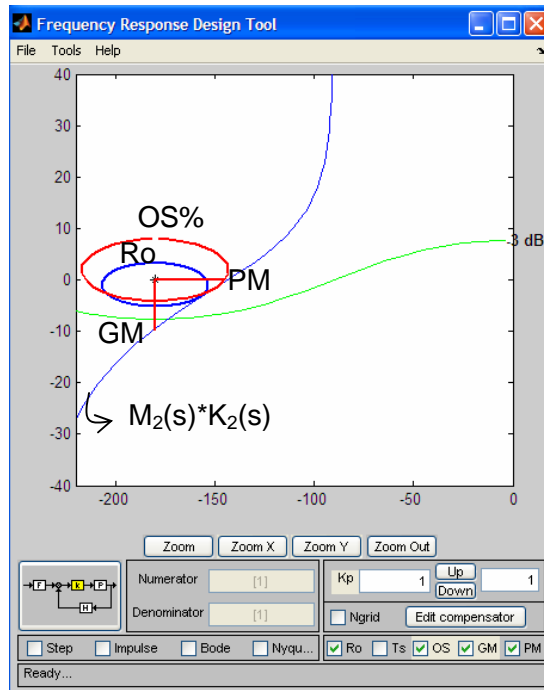 Frequency Response Design Tool
File Tools Help
40
30
20
10
0
-10
-20
-30
-40
OS%
Ro
PM
GM
M₂(s)*K₂(s)
-3 dB
-200 -150 -100 -50 0
Zoom Zoom X Zoom Y Zoom Out
F k P
H
Numerator [1]
Denominator [1]
Kp 1 Up 1
Down
Ngrid Edit compensator
Step Impulse Bode Nyqu... Ro Ts OS GM PM
Ready...